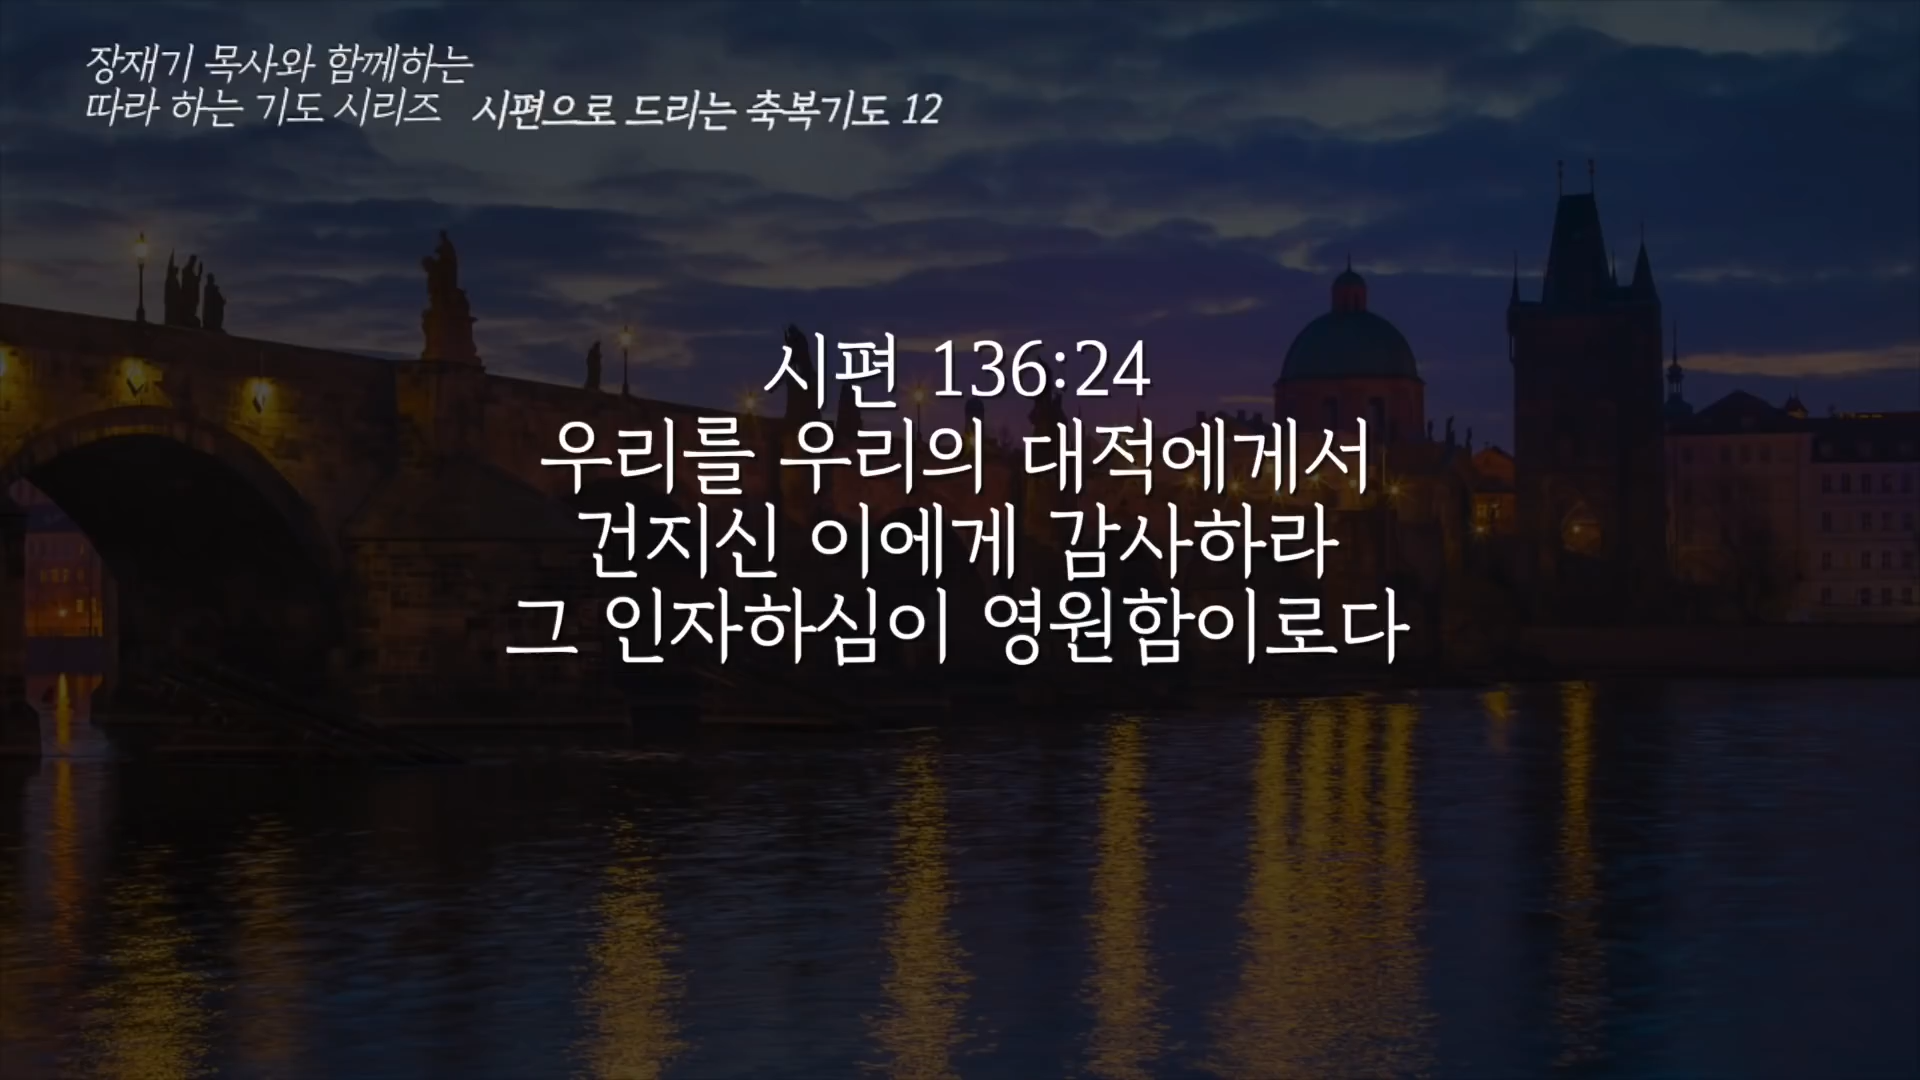 장재기 목사와 함께하는
따라 하는 기도 시리즈 시편으로 드리는 축복기도 12
시편 136:24
우리를 우리의 대적에게서
건지신 이에게 감사하라
그 인자하심이 영원함이로다